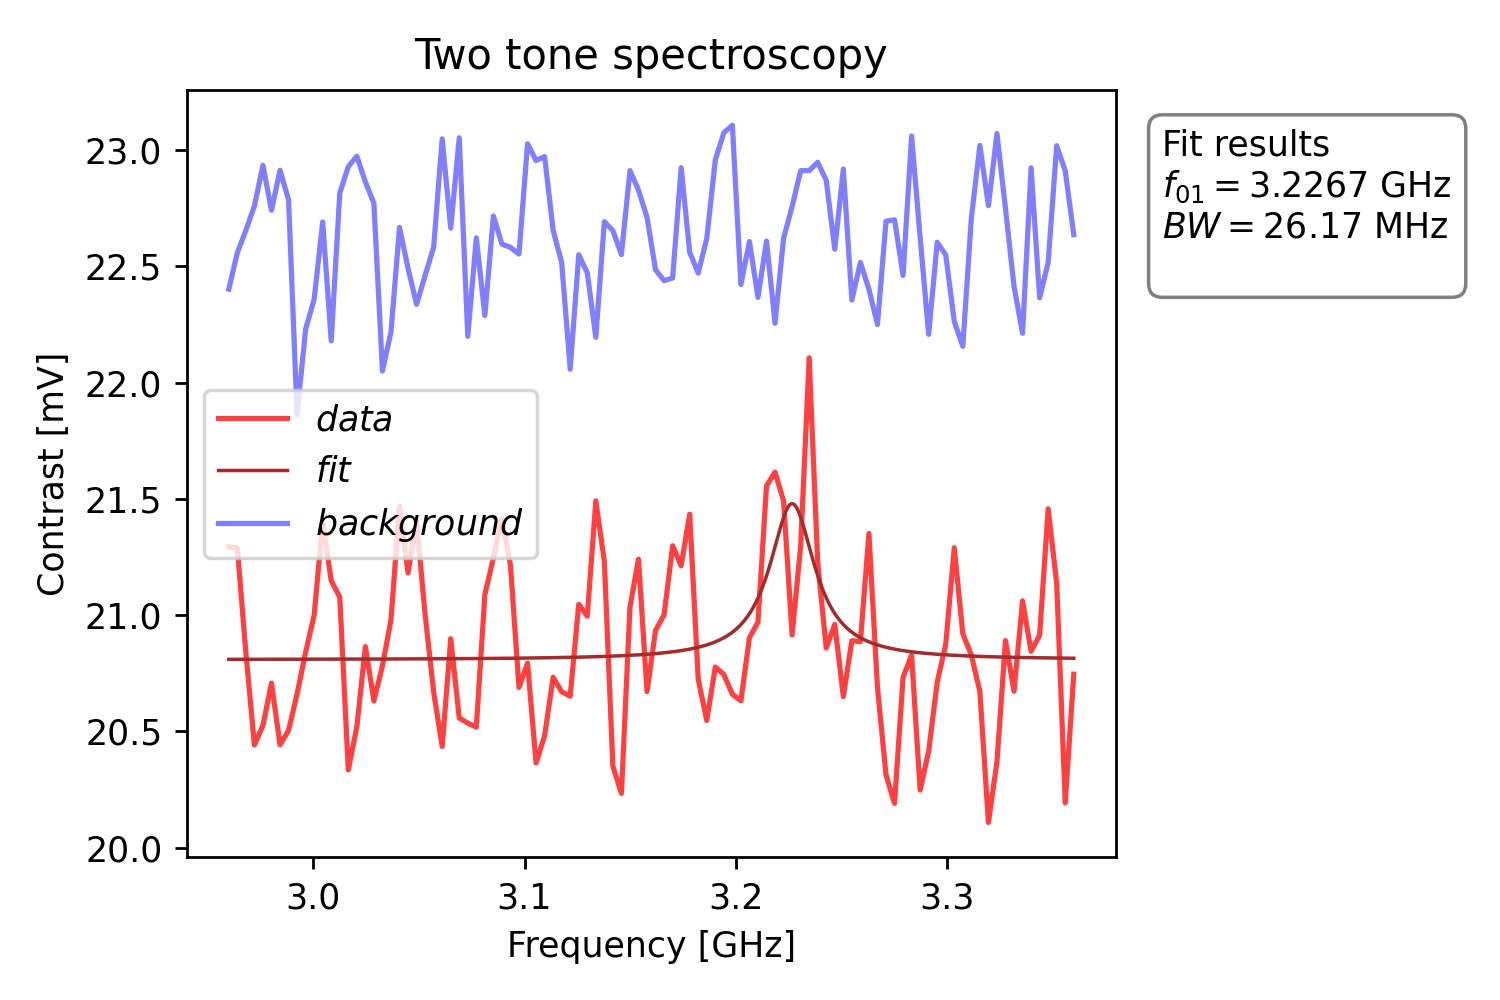 Two tone spectroscopy
23.0
22.5
22.0
21.5
21.0
20.5
20.0
Contrast [mV]
data
fit
background
3.0 3.1 3.2 3.3
Frequency [GHz]
Fit results
f01 = 3.2267 GHz
BW = 26.17 MHz